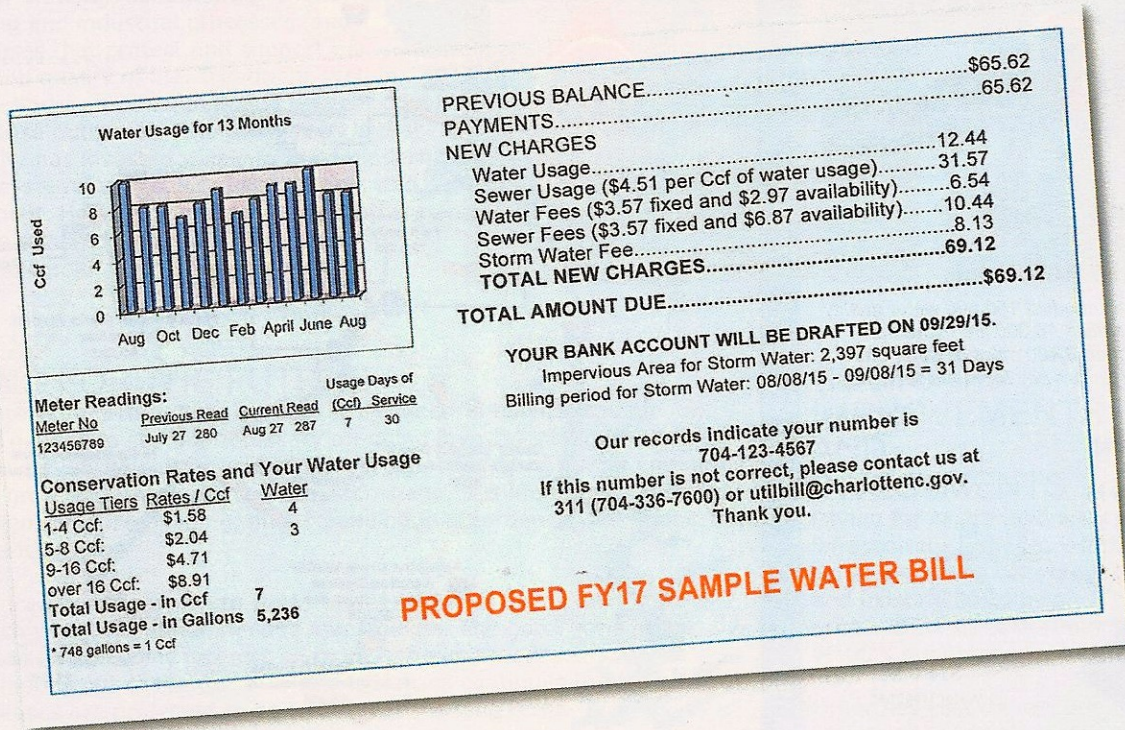 Water Usage for 13 Months
Ccf Used
10
8
6
4
2
0
Aug Oct Dec Feb April June Aug
Meter Readings:
Usage Days of
Meter No Previous Read Current Read (Ccf) Service
123456789 July 27 280 Aug 27 287 7 30
Conservation Rates and Your Water Usage
Usage Tiers Rates / Ccf Water
1-4 Ccf: $1.58 4
5-8 Ccf: $2.04 3
9-16 Ccf: $4.71
over 16 Ccf: $8.91
Total Usage - in Ccf 7
Total Usage - in Gallons 5,236
* 748 gallons = 1 Ccf
PREVIOUS BALANCE..........$65.62
PAYMENTS..........65.62
NEW CHARGES
Water Usage..........12.44
Sewer Usage ($4.51 per Ccf of water usage)..........31.57
Water Fees ($3.57 fixed and $2.97 availability)..........6.54
Sewer Fees ($3.57 fixed and $6.87 availability)..........10.44
Storm Water Fee..........8.13
TOTAL NEW CHARGES..........69.12
TOTAL AMOUNT DUE..........$69.12
YOUR BANK ACCOUNT WILL BE DRAFTED ON 09/29/15.
Impervious Area for Storm Water: 2,397 square feet
Billing period for Storm Water: 08/08/15 - 09/08/15 = 31 Days
Our records indicate your number is
704-123-4567
If this number is not correct, please contact us at
311 (704-336-7600) or utilbill@charlottenc.gov.
Thank you.
PROPOSED FY17 SAMPLE WATER BILL